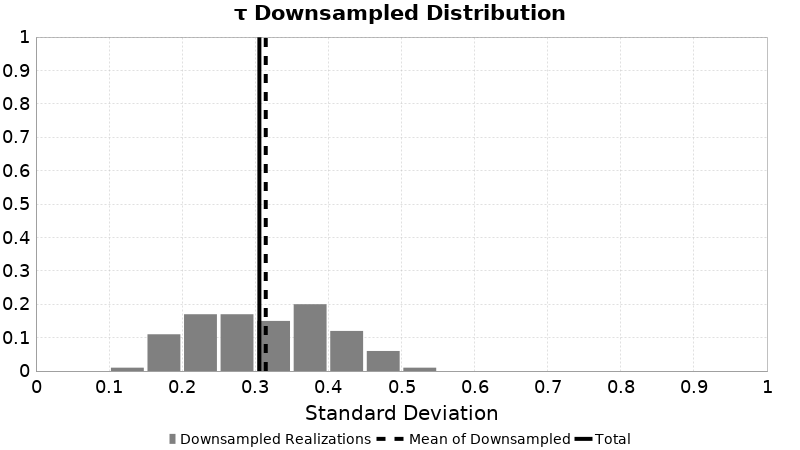 τ Downsampled Distribution
1
0.9
0.8
0.7
0.6
0.5
0.4
0.3
0.2
0.1
0
0 0.1 0.2 0.3 0.4 0.5 0.6 0.7 0.8 0.9 1
Standard Deviation
Downsampled Realizations Mean of Downsampled Total